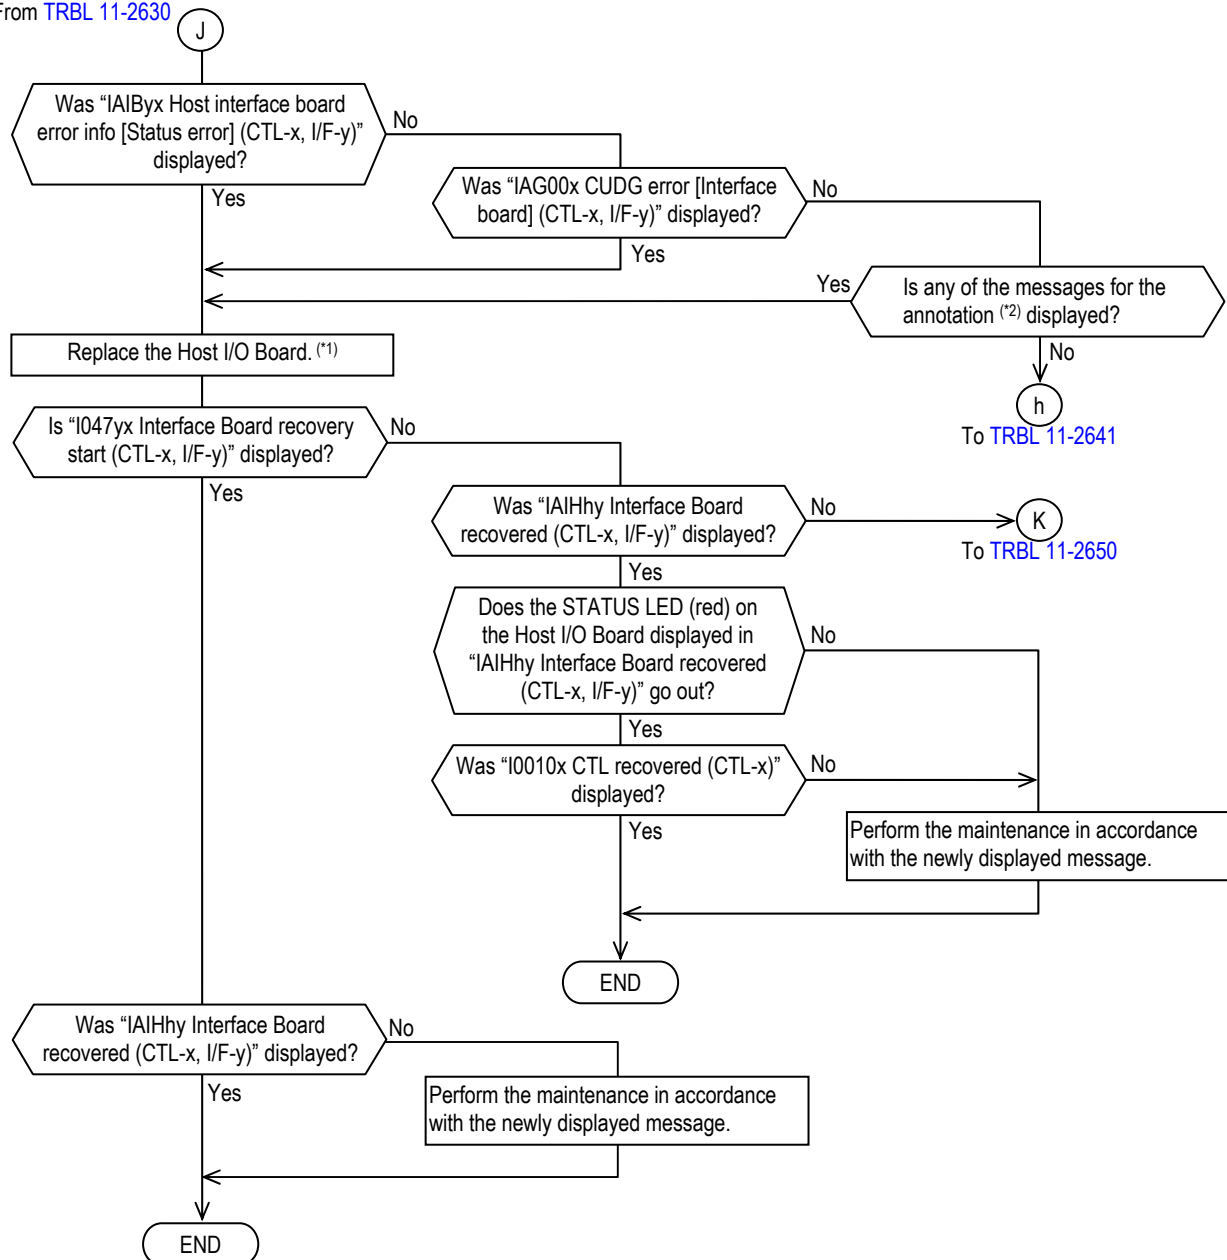 From TRBL 11-2630
J
Was “IAIByx Host interface board
error info [Status error] (CTL-x, I/F-y)”
displayed?
No
Yes
Was “IAG00x CUDG error [Interface
board] (CTL-x, I/F-y)” displayed?
No
Yes
Yes
Is any of the messages for the
annotation (*2) displayed?
No
h
To TRBL 11-2641
Replace the Host I/O Board. (*1)
Is “I047yx Interface Board recovery
start (CTL-x, I/F-y)” displayed?
No
Yes
Was “IAIHhy Interface Board
recovered (CTL-x, I/F-y)” displayed?
No
K
To TRBL 11-2650
Yes
Does the STATUS LED (red) on
the Host I/O Board displayed in
“IAIHhy Interface Board recovered
(CTL-x, I/F-y)” go out?
No
Yes
Was “I0010x CTL recovered (CTL-x)”
displayed?
No
Yes
Perform the maintenance in accordance
with the newly displayed message.
END
Was “IAIHhy Interface Board
recovered (CTL-x, I/F-y)” displayed?
No
Yes
Perform the maintenance in accordance
with the newly displayed message.
END